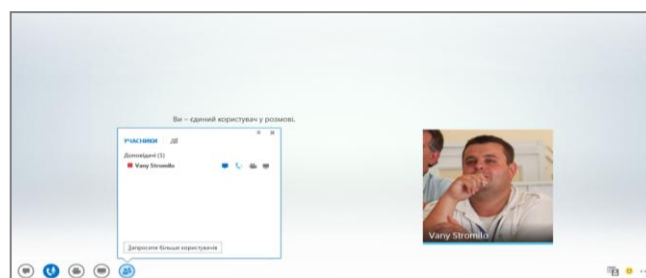 Ви – єдиний користувач у розмові.
УЧАСНИКИ
Доповідачі (1)
Vany Stromilo
Запросити більше користувачів
Vany Stromilo